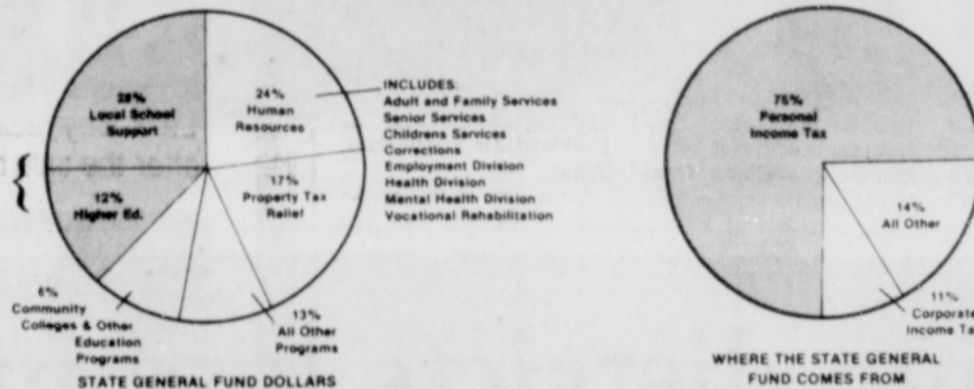 28%
Local School
Support
24%
Human
Resources
INCLUDES:
Adult and Family Services
Senior Services
Childrens Services
Corrections
Employment Division
Health Division
Mental Health Division
Vocational Rehabilitation
12%
Higher Ed.
17%
Property Tax
Relief
6%
Community
Colleges & Other
Education
Programs
13%
All Other
Programs
STATE GENERAL FUND DOLLARS
75%
Personal
Income Tax
14%
All Other
11%
Corporate
Income Tax
WHERE THE STATE GENERAL
FUND COMES FROM